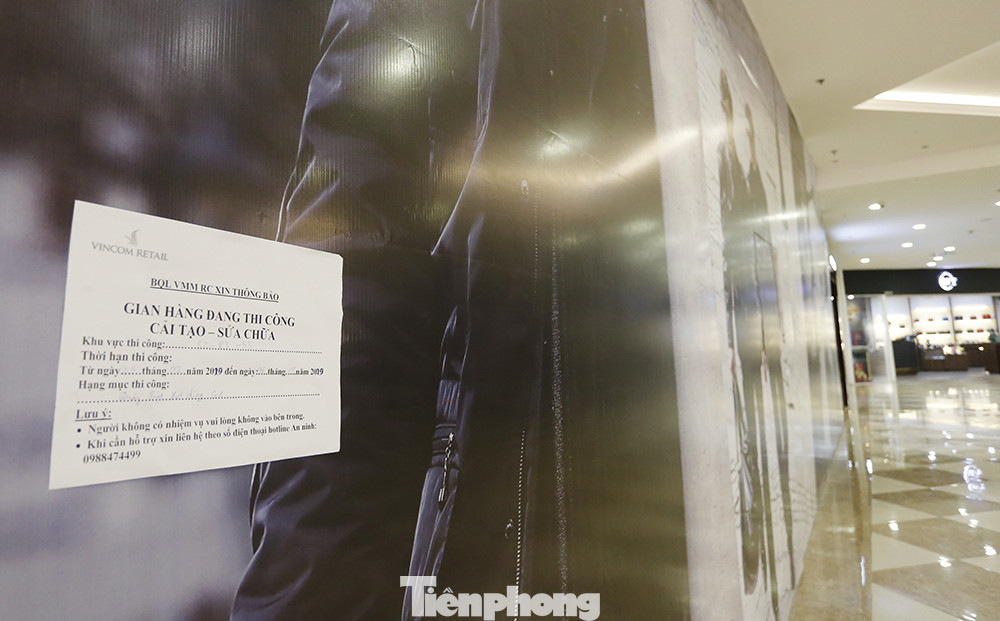 VINCOM RETAIL
BQL VMM RC XIN THÔNG BÁO
GIAN HÀNG ĐANG THI CÔNG
CẢI TẠO – SỬA CHỮA
Khu vực thi công:
Thời hạn thi công:
Từ ngày......tháng......năm 2019 đến ngày:....tháng.....năm 2019
Hạng mục thi công:
Lưu ý:
• Người không có nhiệm vụ vui lòng không vào bên trong.
• Khi cần hỗ trợ xin liên hệ theo số điện thoại hotline An ninh:
0988474499
Tiênphong